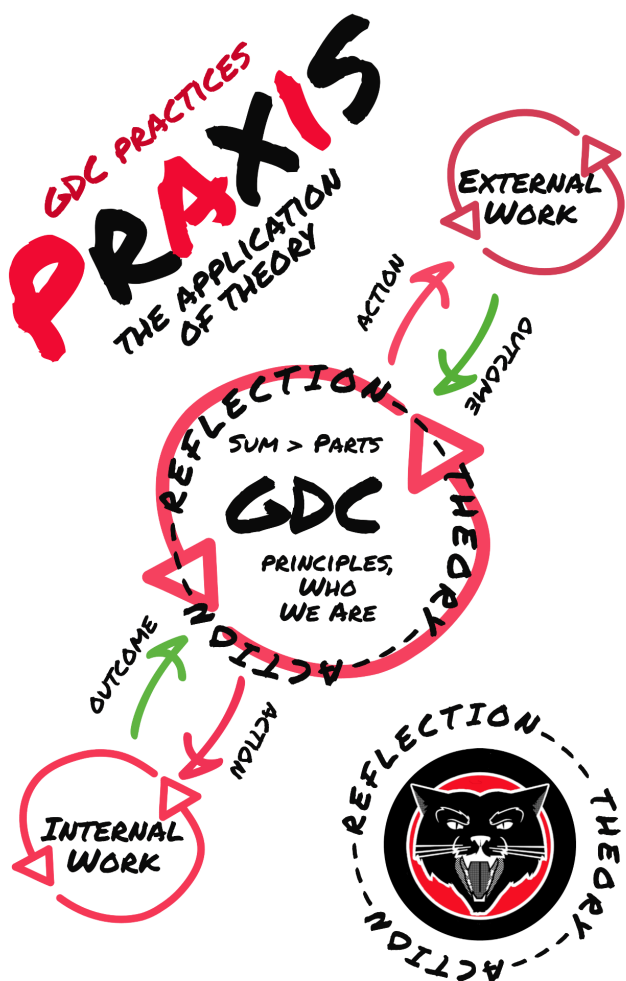 GDC PRACTICES
PRAXIS
THE APPLICATION
OF THEORY
EXTERNAL
WORK
ACTION
OUTCOME
REFLECTION---THEORY---ACTION---
SUM > PARTS
GDC
PRINCIPLES,
WHO
WE ARE
OUTCOME
ACTION
INTERNAL
WORK
REFLECTION---THEORY---ACTION---